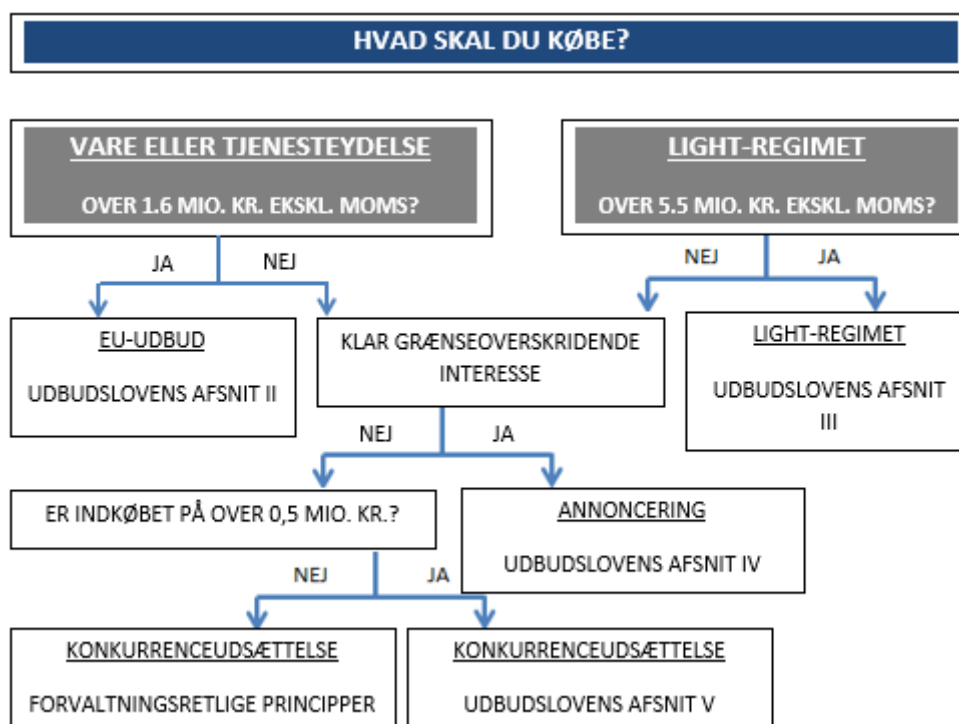 HVAD SKAL DU KØBE?
VARE ELLER TJENESTEYDELSE
OVER 1.6 MIO. KR. EKSKL. MOMS?
LIGHT-REGIMET
OVER 5.5 MIO. KR. EKSKL. MOMS?
JA
NEJ
NEJ
JA
EU-UDBUD
UDBUDSLOVENS AFSNIT II
KLAR GRÆNSEOVERSKRIDENDE
INTERESSE
LIGHT-REGIMET
UDBUDSLOVENS AFSNIT
III
NEJ
JA
ER INDKØBET PÅ OVER 0,5 MIO. KR.?
ANNONCERING
UDBUDSLOVENS AFSNIT IV
NEJ
JA
KONKURRENCEUDSÆTTELSE
FORVALTNINGSRETLIGE PRINCIPPER
KONKURRENCEUDSÆTTELSE
UDBUDSLOVENS AFSNIT V